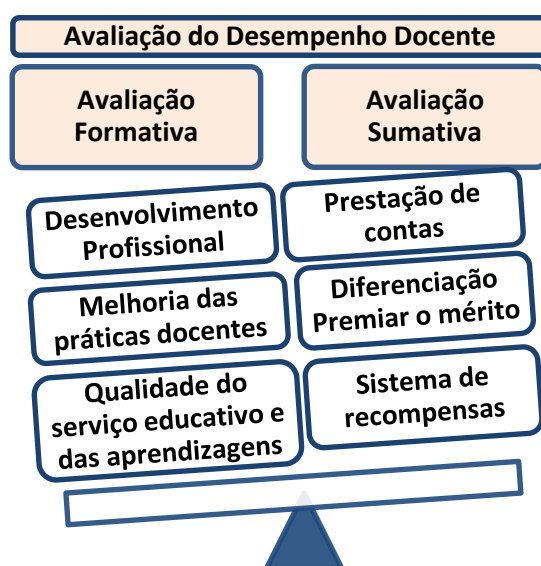 Avaliação do Desempenho Docente
Avaliação
Formativa
Avaliação
Sumativa
Desenvolvimento
Profissional
Prestação de
contas
Melhoria das
práticas docentes
Diferenciação
Premiar o mérito
Qualidade do
serviço educativo e
das aprendizagens
Sistema de
recompensas